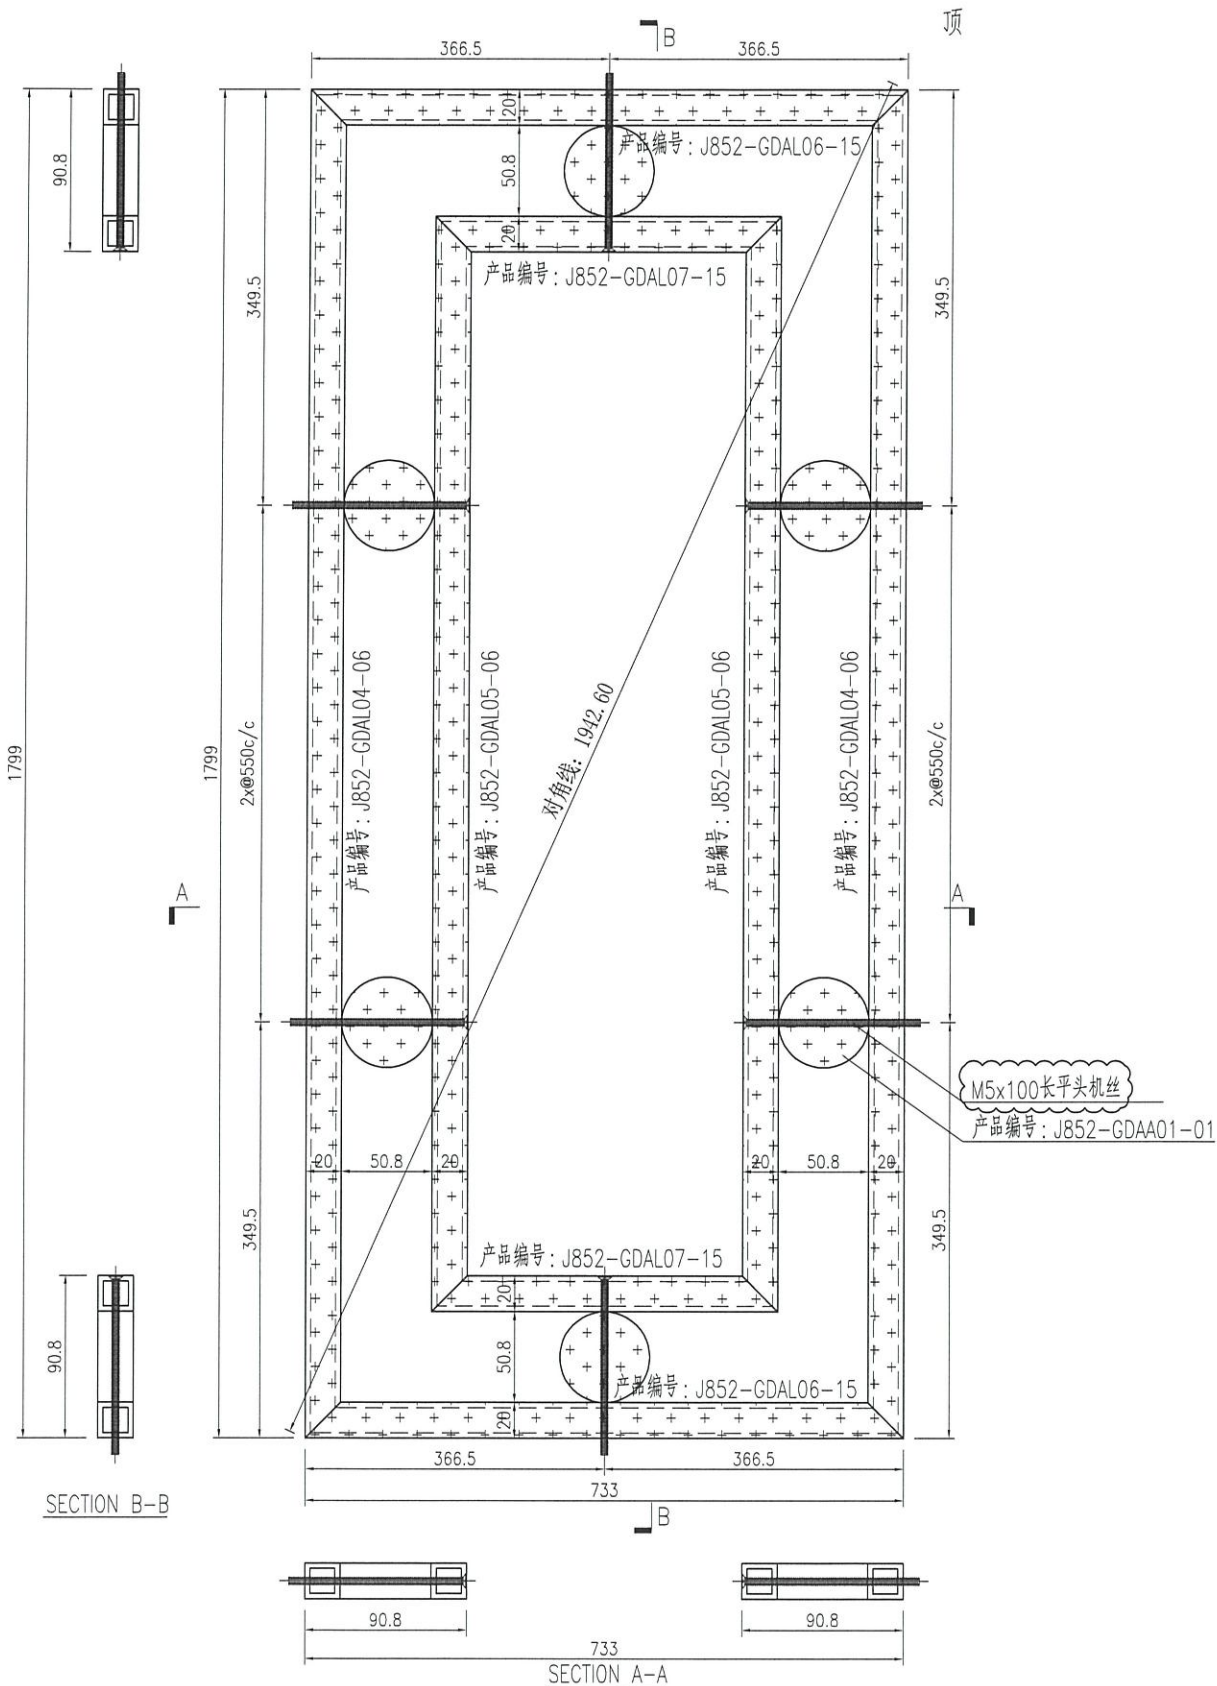 顶
B
366.5
366.5
20
产品编号:J852-GDAL06-15
90.8
50.8
20
产品编号:J852-GDAL07-15
349.5
349.5
产品编号:J852-GDAL04-06
产品编号:J852-GDAL05-06
对角线:1942.60
产品编号:J852-GDAL05-06
产品编号:J852-GDAL04-06
1799
1799
2x@550c/c
2x@550c/c
A
A
M5x100长平头机丝
产品编号:J852-GDAA01-01
20
50.8
20
20
50.8
20
349.5
349.5
产品编号:J852-GDAL07-15
20
90.8
50.8
产品编号:J852-GDAL06-15
20
366.5
366.5
733
SECTION B-B
B
90.8
90.8
733
SECTION A-A